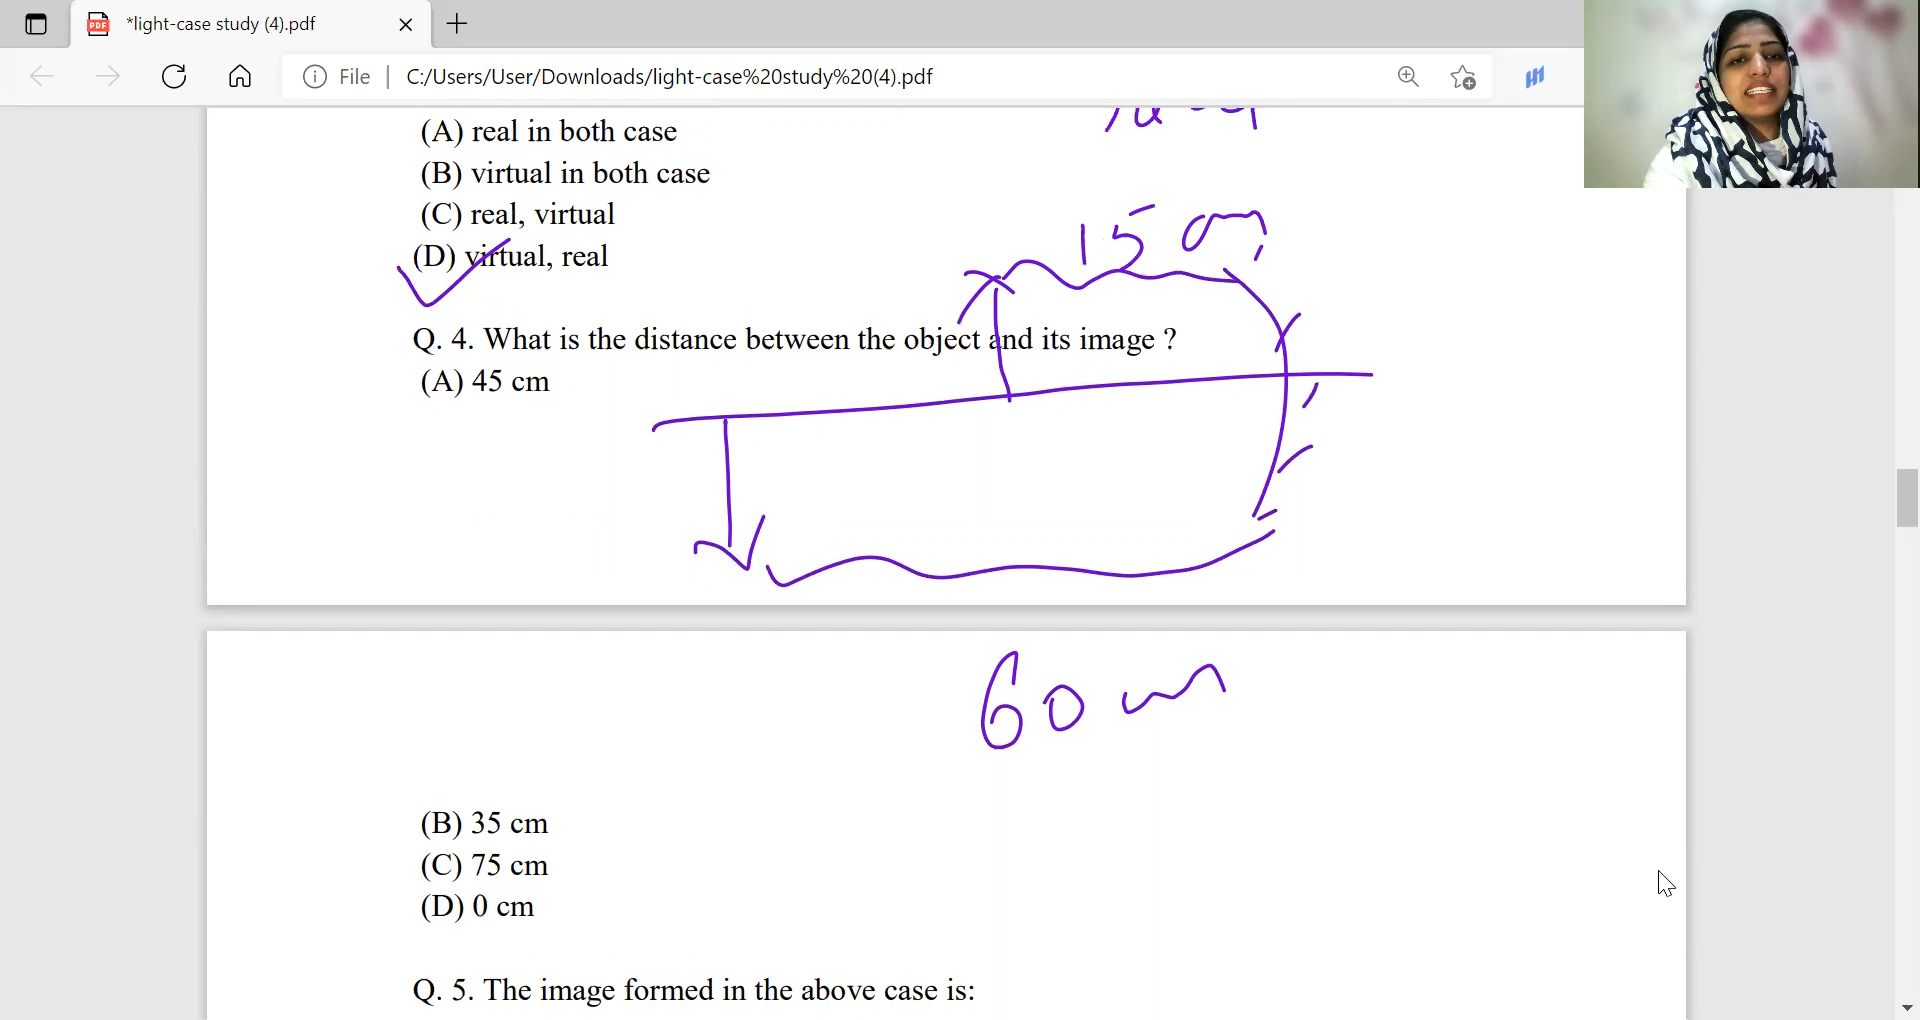 *light-case study (4).pdf
File
C:/Users/User/Downloads/light-case%20study%20(4).pdf
(A) real in both case
(B) virtual in both case
(C) real, virtual
(D) virtual, real
15 cm
Q. 4. What is the distance between the object and its image ?
(A) 45 cm
60 cm
(B) 35 cm
(C) 75 cm
(D) 0 cm
Q. 5. The image formed in the above case is: